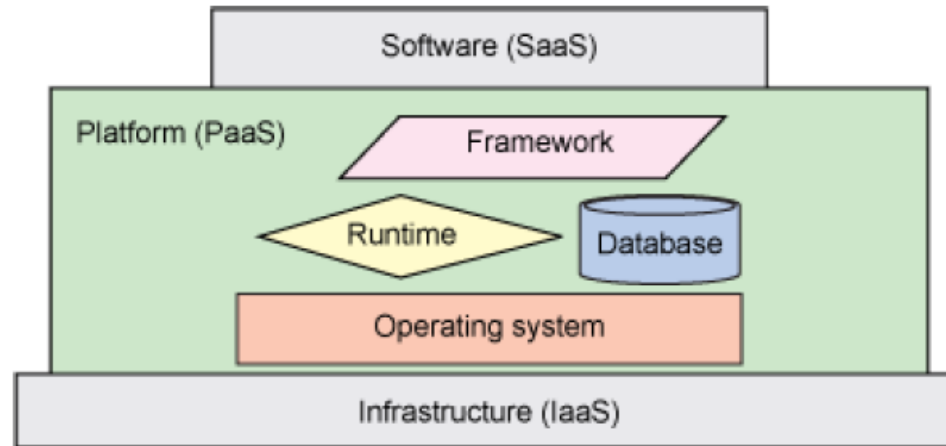 Software (SaaS)
Platform (PaaS)
Framework
Runtime
Database
Operating system
Infrastructure (IaaS)